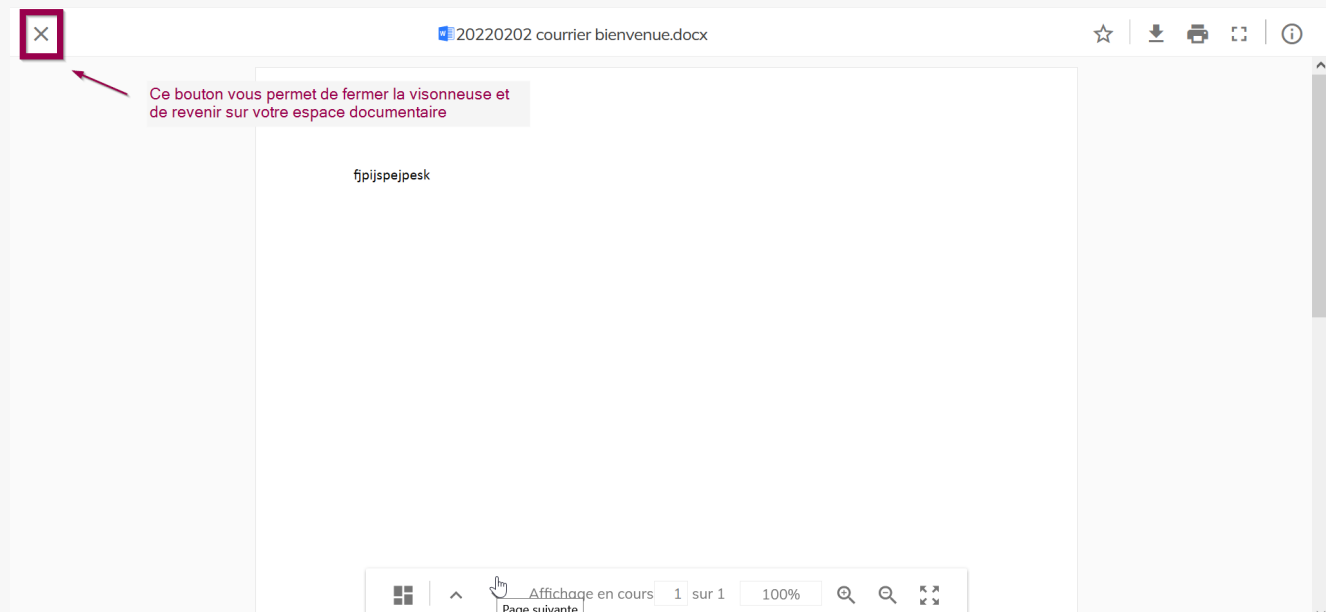 20220202 courrier bienvenue.docx
Ce bouton vous permet de fermer la visonneuse et
de revenir sur votre espace documentaire
fjpijspejpesk
Affichage en cours 1 sur 1 100%
Page suivante